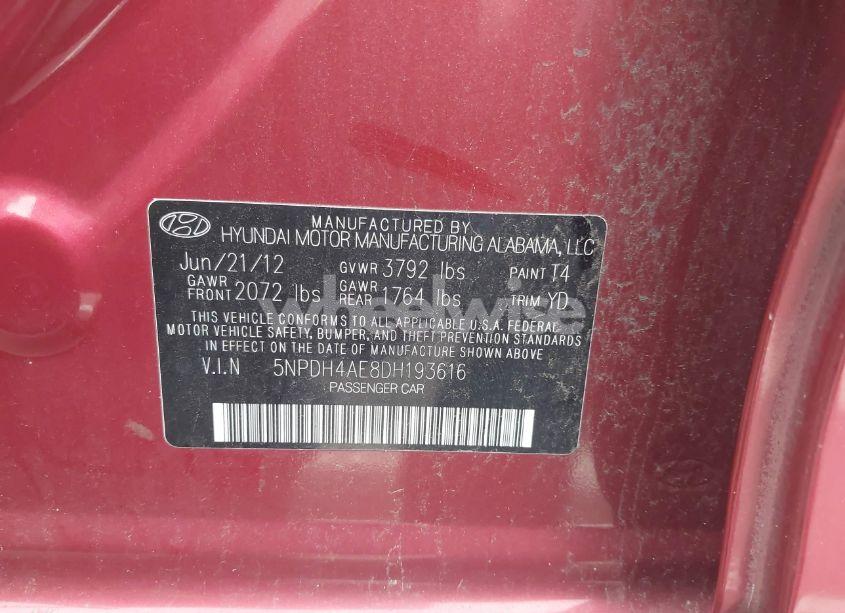 MANUFACTURED BY
HYUNDAI MOTOR MANUFACTURING ALABAMA, LLC
Jun/21/12 GVWR 3792 lbs PAINT T4
GAWR FRONT 2072 lbs GAWR REAR 1764 lbs TRIM YD
wheelwise
THIS VEHICLE CONFORMS TO ALL APPLICABLE U.S.A. FEDERAL
MOTOR VEHICLE SAFETY, BUMPER, AND THEFT PREVENTION STANDARDS
IN EFFECT ON THE DATE OF MANUFACTURE SHOWN ABOVE.
V.I.N 5NPDH4AE8DH193616
PASSENGER CAR